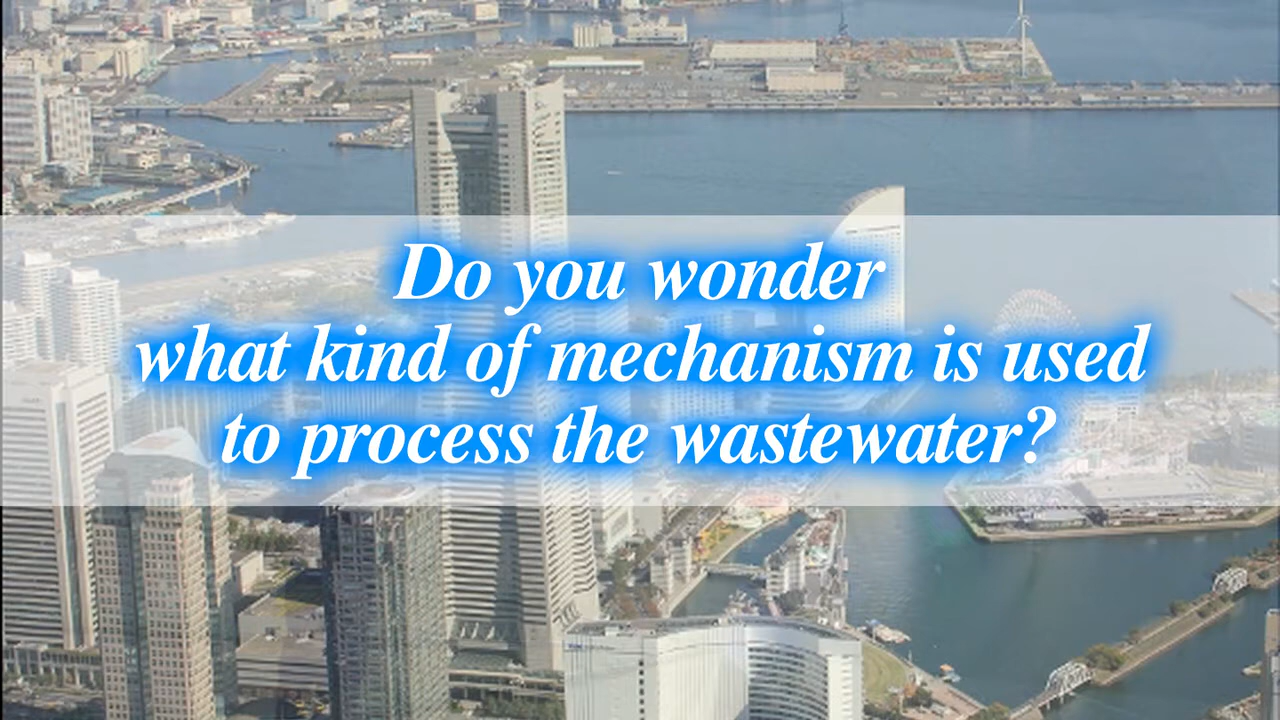 Do you wonder
what kind of mechanism is used
to process the wastewater?